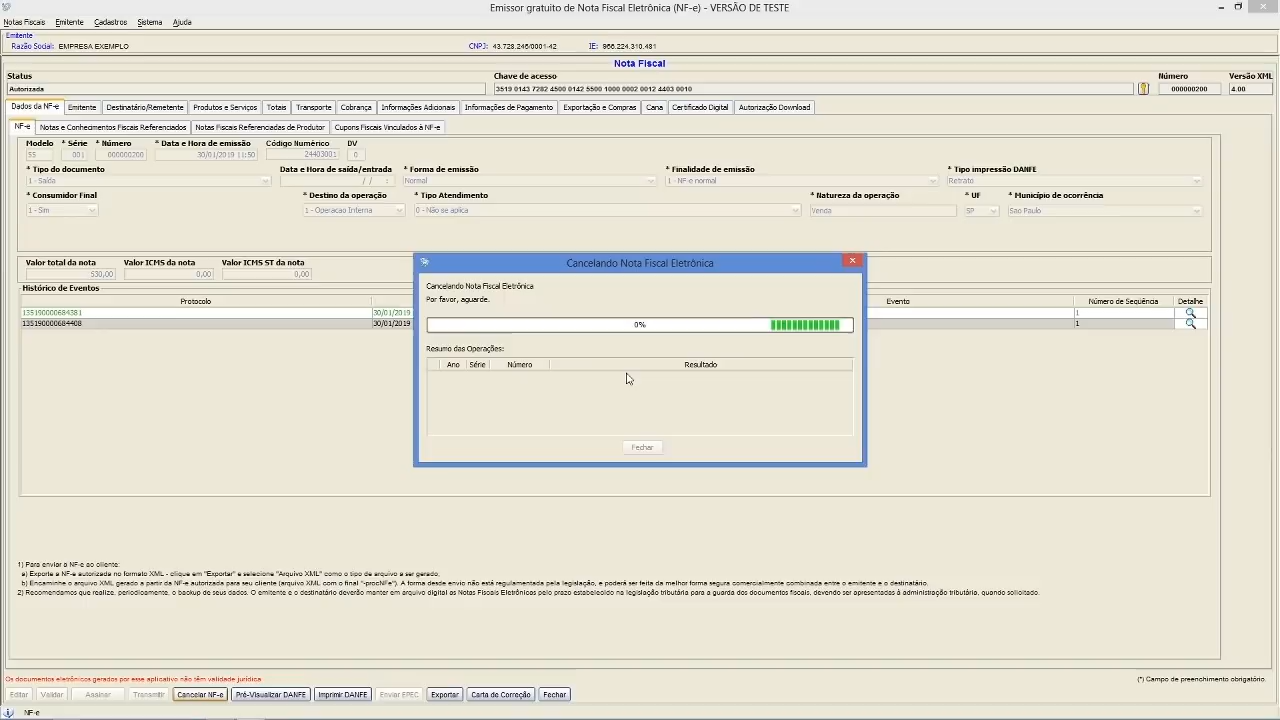 Emissor gratuito de Nota Fiscal Eletrônica (NF-e) - VERSÃO DE TESTE
Notas Fiscais Emitente Cadastros Sistema Ajuda
Emitente
Razão Social: EMPRESA EXEMPLO CNPJ: 43.728.245/0001-42 IE: 966.224.310.481
Nota Fiscal
Status Chave de acesso Número Versão XML
Autorizada 3519 0143 7282 4500 0142 5500 1000 0002 0012 4403 0010 000000200 4.00
Dados da NF-e Emitente Destinatário/Remetente Produtos e Serviços Totais Transporte Cobrança Informações Adicionais Informações de Pagamento Exportação e Compras Cana Certificado Digital Autorização Download
NF-e Notas e Conhecimentos Fiscais Referenciados Notas Fiscais Referenciadas de Produtor Cupons Fiscais Vinculados à NF-e
Modelo * Série * Número * Data e Hora de emissão Código Numérico DV
55 001 000000200 30/01/2019 11:50 24403001 0
* Tipo do documento Data e Hora de saída/entrada * Forma de emissão * Finalidade de emissão * Tipo impressão DANFE
1 - Saída / / : Normal 1 - NF-e normal Retrato
* Consumidor Final * Destino da operação * Tipo Atendimento * Natureza da operação * UF * Município de ocorrência
1 - Sim 1 - Operacao Interna 0 - Não se aplica Venda SP Sao Paulo
Valor total da nota Valor ICMS da nota Valor ICMS ST da nota
530,00 0,00 0,00
Histórico de Eventos
Protocolo Evento Número de Seqüência Detalhe
135190000684381 30/01/2019 1
135190000684408 30/01/2019 1
Cancelando Nota Fiscal Eletrônica
Cancelando Nota Fiscal Eletrônica
Por favor, aguarde.
0%
Resumo das Operações:
Ano Série Número Resultado
Fechar
1) Para enviar a NF-e ao cliente:
a) Exporte a NF-e autorizada no formato XML - clique em "Exportar" e selecione "Arquivo XML" como o tipo de arquivo a ser gerado,
b) Encaminhe o arquivo XML gerado a partir da NF-e autorizada para seu cliente (arquivo XML com o final "-procNFe"). A forma desde envio não está regulamentada pela legislação, e poderá ser feita da melhor forma segura comercialmente combinada entre o emitente e o destinatário.
2) Recomendamos que realize, periodicamente, o backup de seus dados. O emitente e o destinatário deverão manter em arquivo digital as Notas Fiscais Eletrônicas pelo prazo estabelecido na legislação tributária para a guarda dos documentos fiscais, devendo ser apresentadas à administração tributária, quando solicitado.
Os documentos eletrônicos gerados por esse aplicativo não têm validade jurídica. (*) Campo de preenchimento obrigatório.
Editar Validar Assinar Transmitir Cancelar NF-e Pré-Visualizar DANFE Imprimir DANFE Enviar EPEC Exportar Carta de Correção Fechar
NF-e